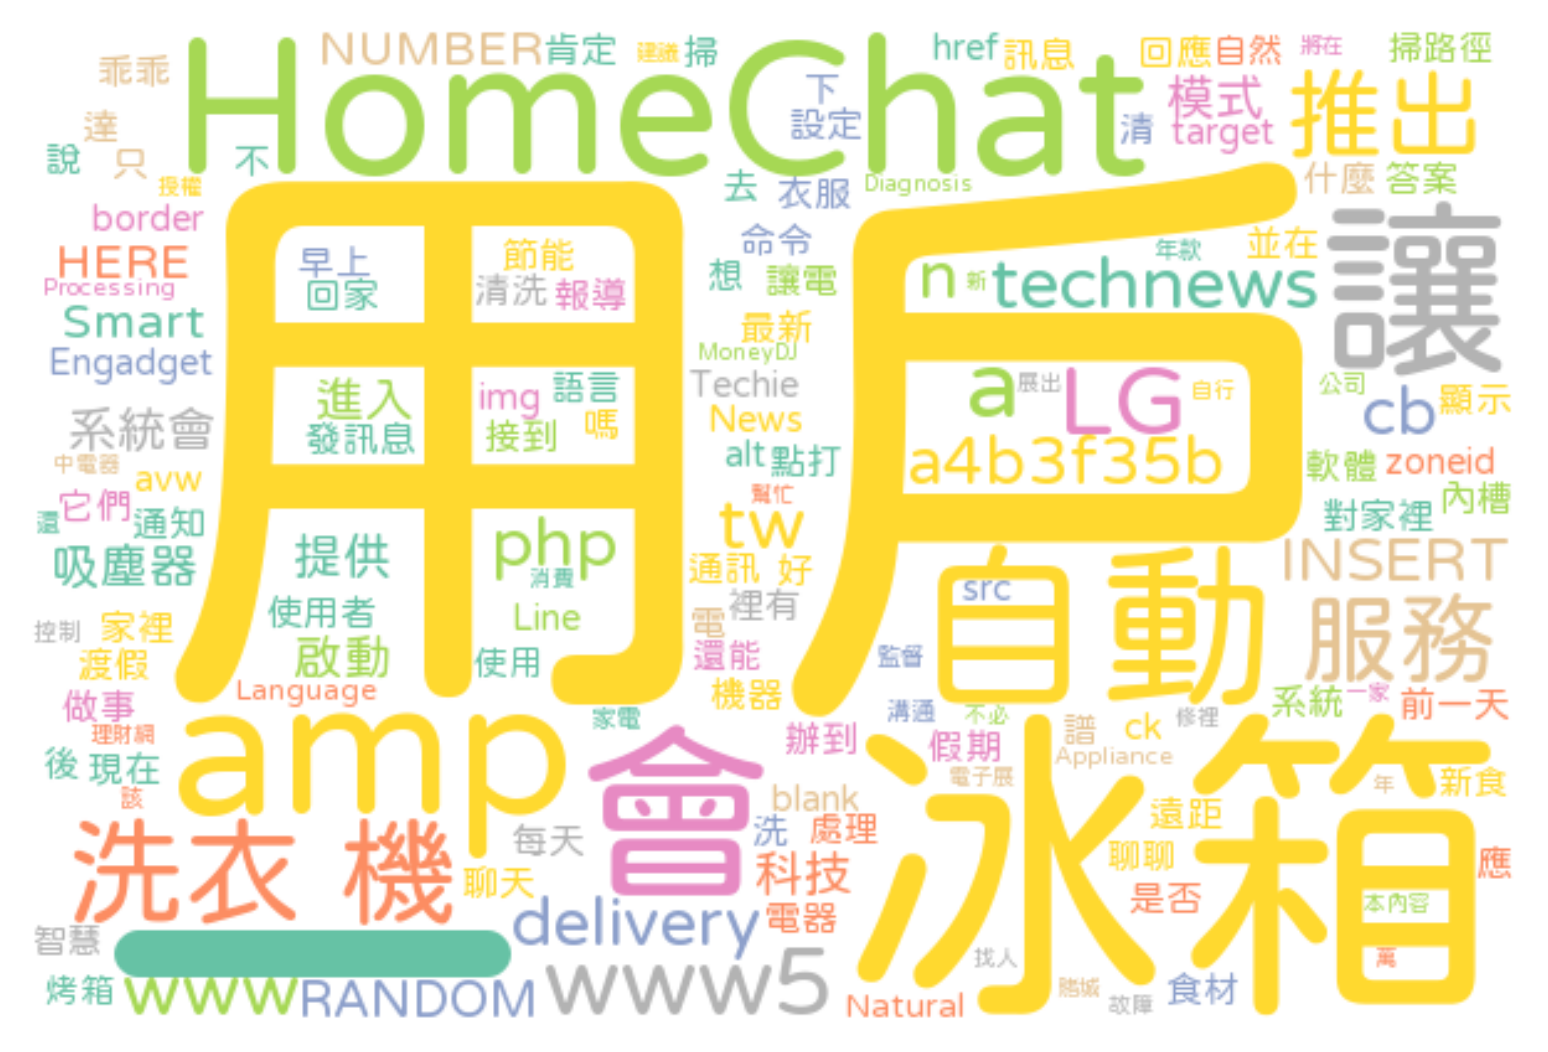 HomeChat
NUMBER
肯定
建議
掃
href
訊息
回應
自然
將在
掃路徑
乖乖
下
設定
模式
推出
達
清
target
說
只
不
授權
去
衣服
Diagnosis
什麼
答案
border
用戶
讓
命令
年款
並在
HERE
早上
節能
Processing
回家
清洗
報導
想
讓電
n
新
technews
Smart
最新
Engadget
MoneyDJ
進入
img
語言
Techie
a
展出
LG
自行
公司
cb
顯示
系統會
發訊息
接到
嗎
News
中電器
avw
alt
點打
a4b3f35b
軟體
zoneid
還
它們
通知
幫忙
tw
對家裡
內槽
吸塵器
提供
php
消費
通訊
好
自動
src
INSERT
控制
家裡
使用者
Line
電
裡有
服務
渡假
啟動
使用
還能
監督
做事
Language
機器
系統
一家
前一天
理財網
amp
家電
溝通
不必
譜
ck
修裡
後
現在
會
辦到
假期
Appliance
冰箱
該
電子展
年
新食
blank
洗衣
機
每天
洗
處理
遠距
聊天
科技
聊聊
應
智慧
delivery
電器
是否
本內容
烤箱
www
RANDOM
www5
找人
萬
Natural
賭城
故障
食材